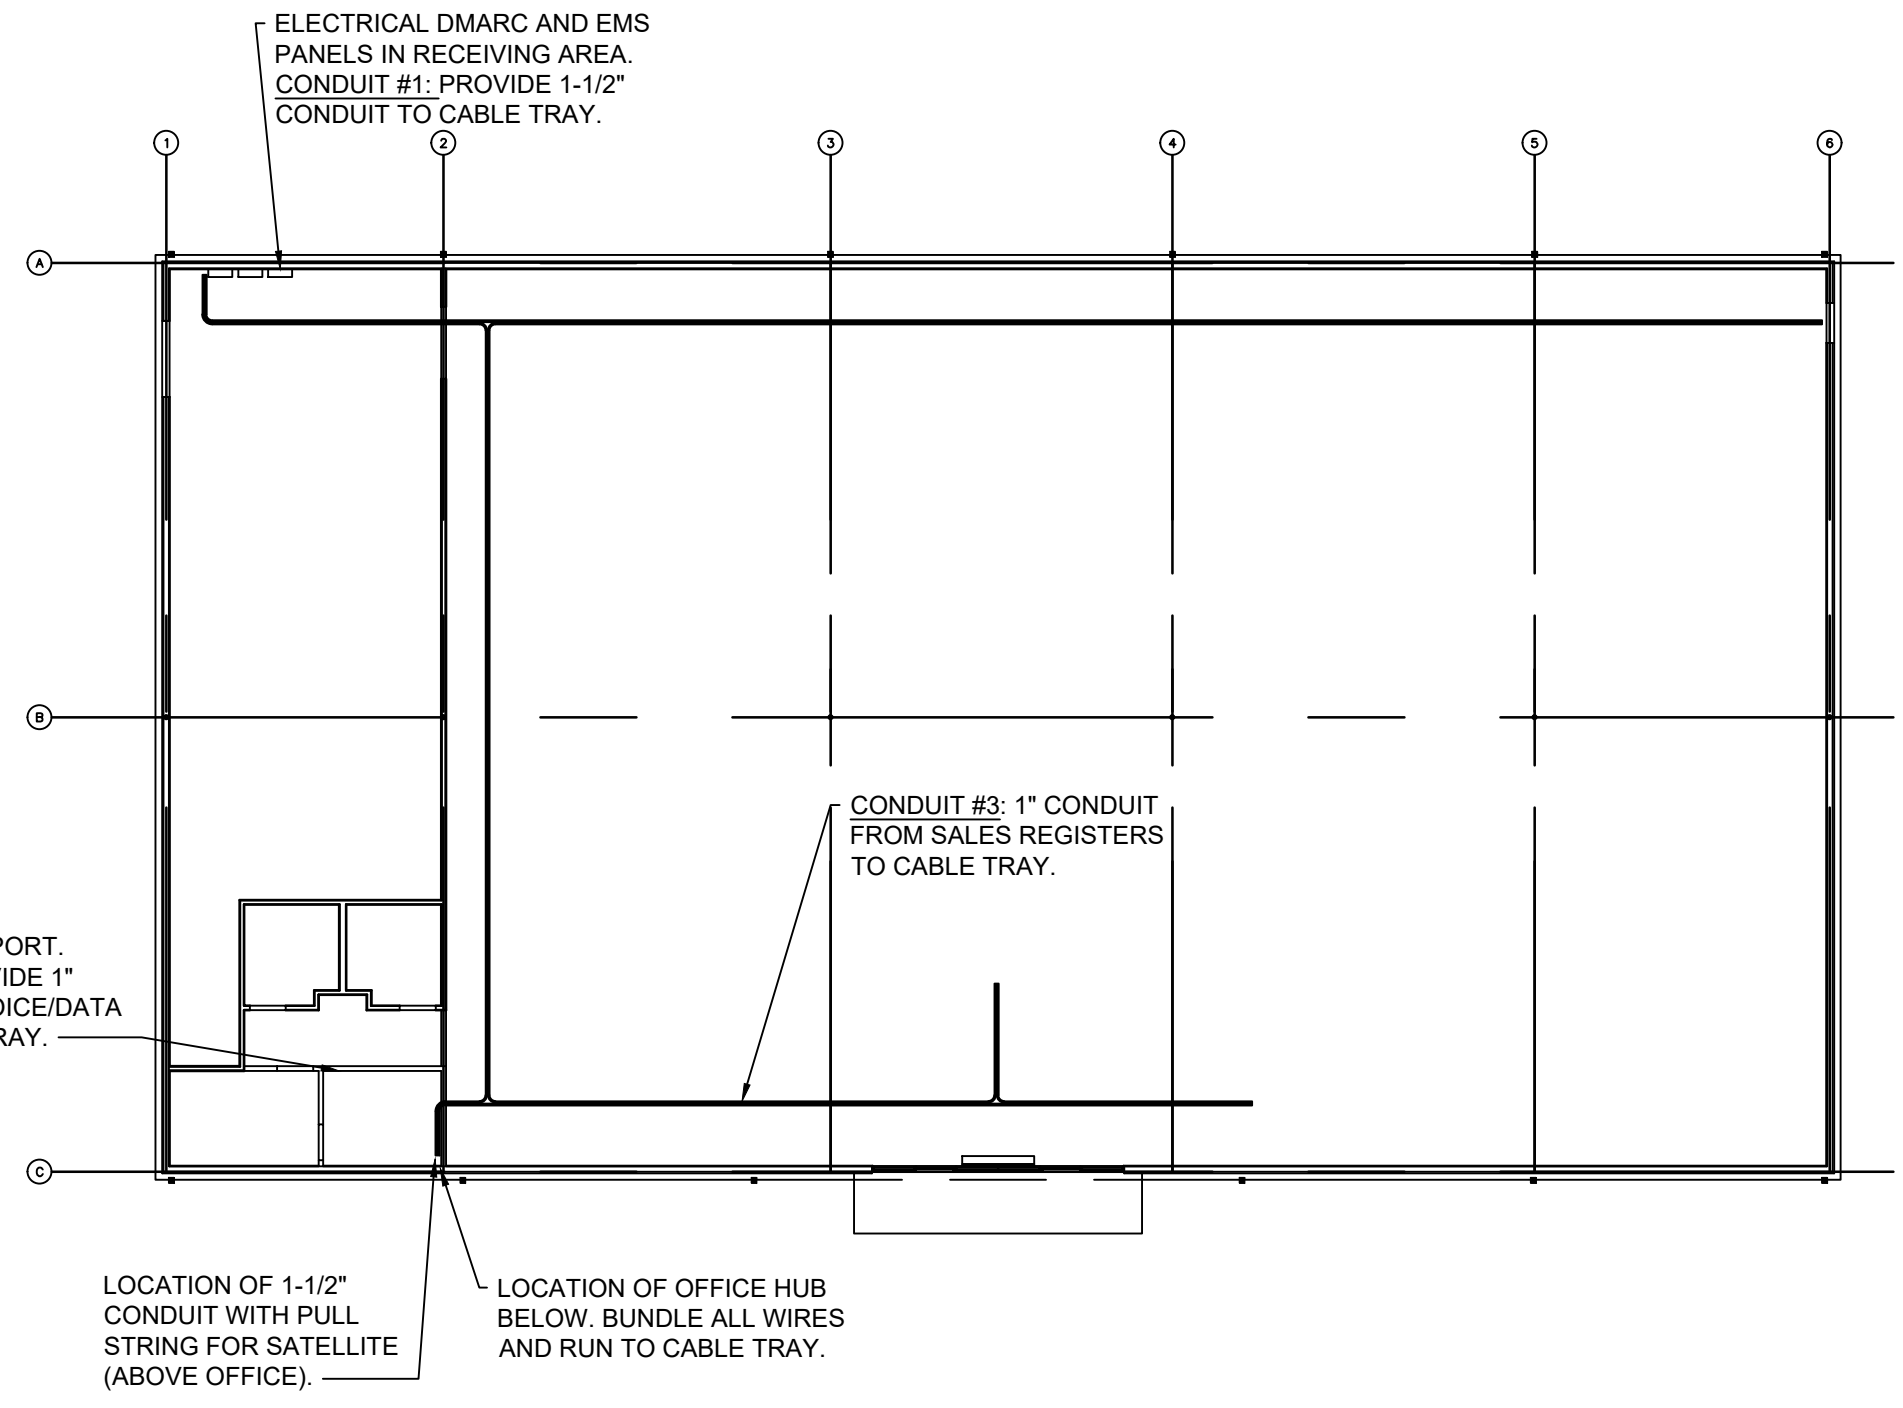 ELECTRICAL DMARC AND EMS
PANELS IN RECEIVING AREA.
CONDUIT #1: PROVIDE 1-1/2"
CONDUIT TO CABLE TRAY.
1
2
3
4
5
6
A
B
CONDUIT #3: 1" CONDUIT
FROM SALES REGISTERS
TO CABLE TRAY.
PORT.
IDE 1"
OICE/DATA
RAY.
C
LOCATION OF 1-1/2"
CONDUIT WITH PULL
STRING FOR SATELLITE
(ABOVE OFFICE).
LOCATION OF OFFICE HUB
BELOW. BUNDLE ALL WIRES
AND RUN TO CABLE TRAY.